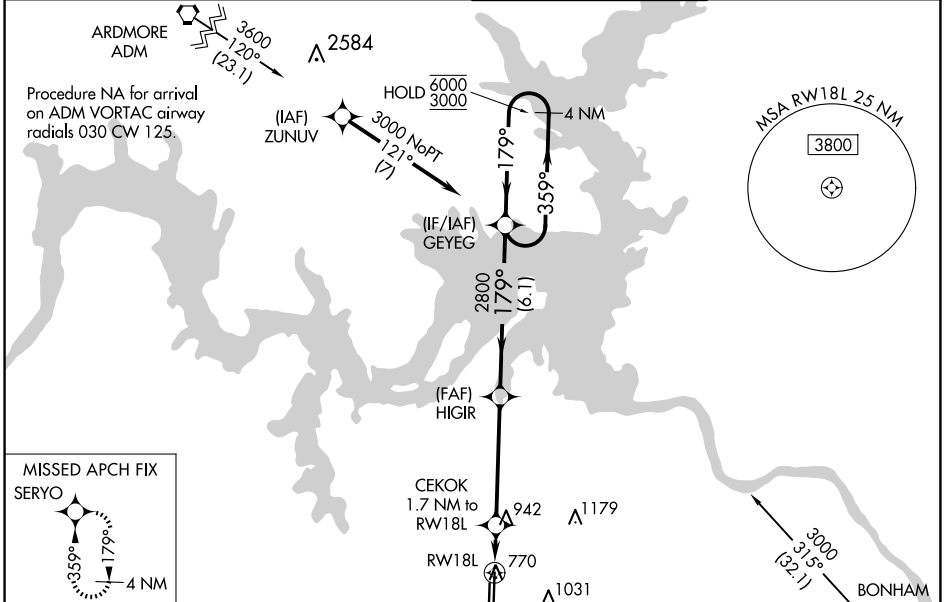 ARDMORE
ADM
3600
120°
(23.1)
2584
Procedure NA for arrival
on ADM VORTAC airway
radials 030 CW 125.
(IAF)
ZUNUV
3000 NoPT
121°
(7)
HOLD 6000
3000
4 NM
179°
359°
MSA RW18L 25 NM
3800
(IF/IAF)
GEYEG
2800
179°
(6.1)
(FAF)
HIGIR
CEKOK
1.7 NM to
RW18L
942
1179
RW18L
770
1031
3000
315°
(32.1)
BONHAM
MISSED APCH FIX
SERYO
359°
179°
4 NM